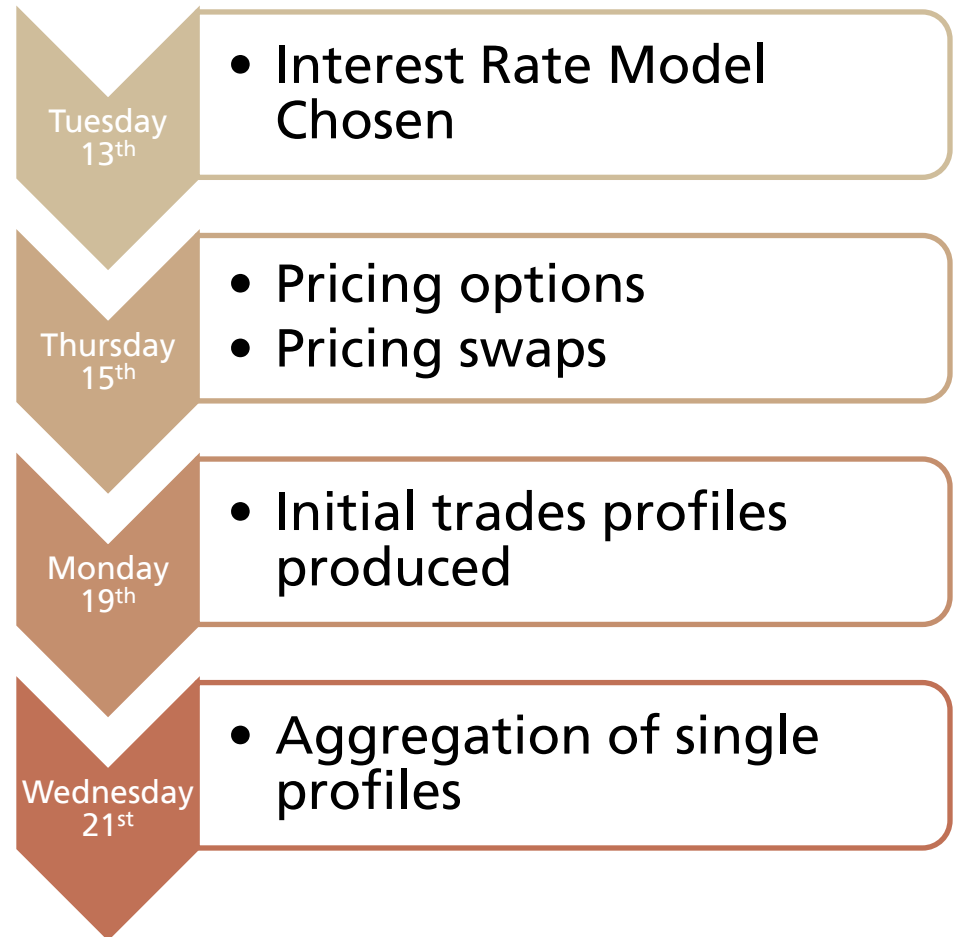 Tuesday
13th
• Interest Rate Model
Chosen
Thursday
15th
• Pricing options
• Pricing swaps
Monday
19th
• Initial trades profiles
produced
Wednesday
21st
• Aggregation of single
profiles